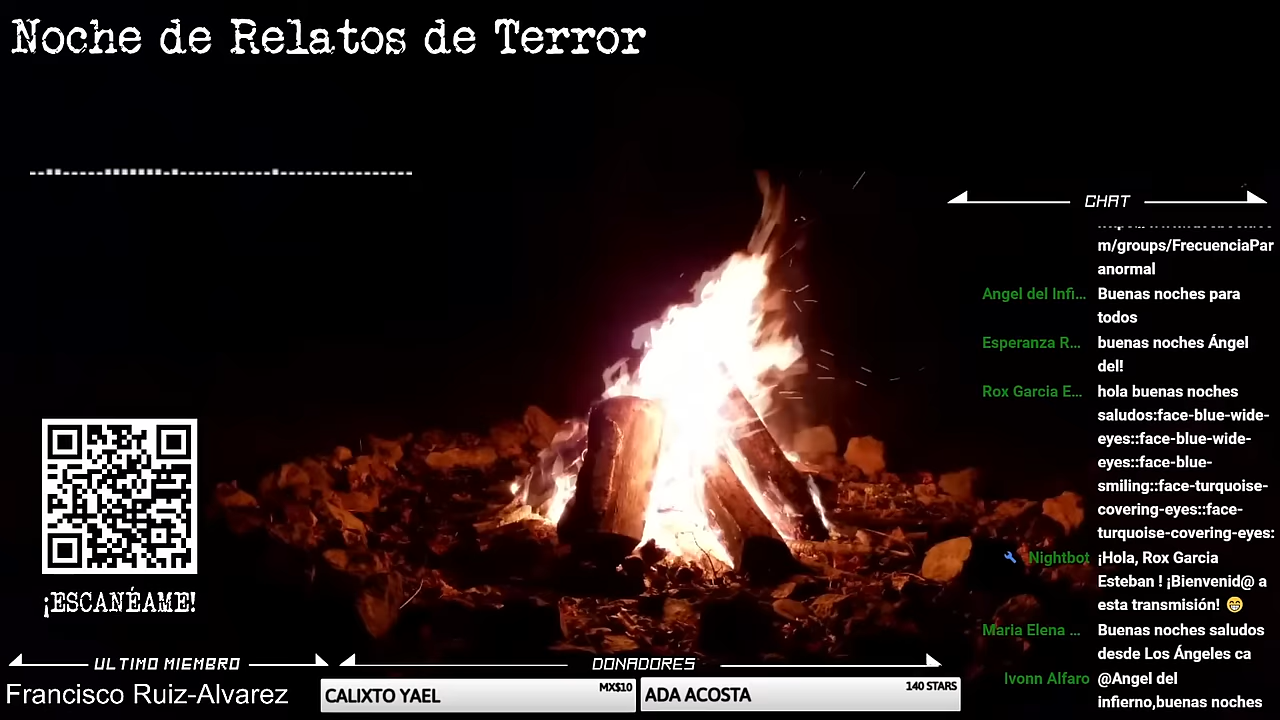 Noche de Relatos de Terror
CHAT
m/groups/FrecuenciaPar
anormal
Angel del Infi... Buenas noches para
todos
Esperanza R... buenas noches Ángel
del!
Rox Garcia E... hola buenas noches
saludos:face-blue-wide-
eyes::face-blue-wide-
eyes::face-blue-
smiling::face-turquoise-
covering-eyes::face-
turquoise-covering-eyes:
Nightbot ¡Hola, Rox Garcia
Esteban ! ¡Bienvenid@ a
esta transmisión! 😁
Maria Elena ... Buenas noches saludos
desde Los Ángeles ca
Ivonn Alfaro @Angel del
infierno,buenas noches
¡ESCANÉAME!
ULTIMO MIEMBRO
Francisco Ruiz-Alvarez
DONADORES
CALIXTO YAEL MX$10
ADA ACOSTA 140 STARS